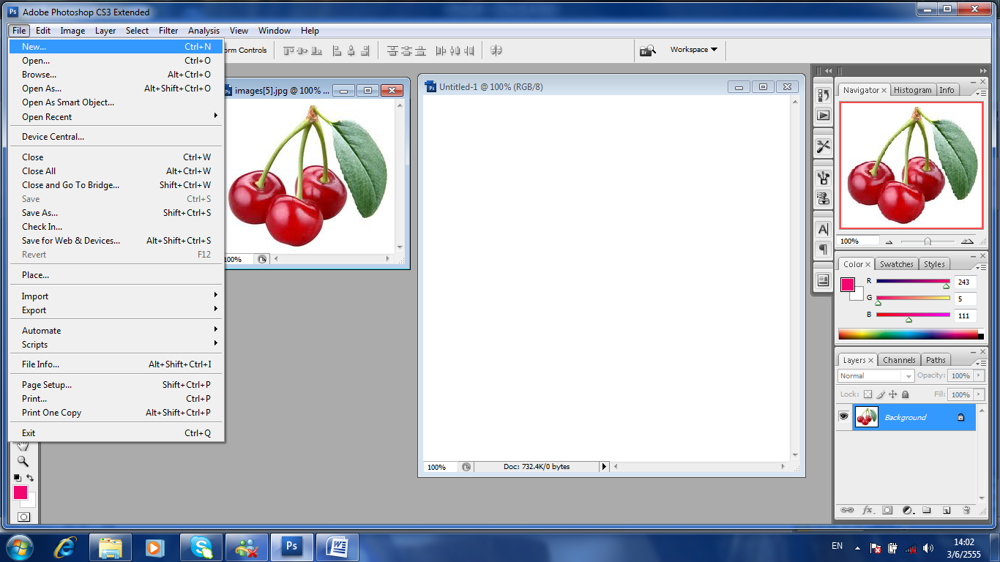 Adobe Photoshop CS3 Extended
File Edit Image Layer Select Filter Analysis View Window Help
orm Controls
Workspace
New... Ctrl+N
Open... Ctrl+O
Browse... Alt+Ctrl+O
Open As... Alt+Shift+Ctrl+O
Open As Smart Object...
Open Recent
Device Central...
Close Ctrl+W
Close All Alt+Ctrl+W
Close and Go To Bridge... Shift+Ctrl+W
Save Ctrl+S
Save As... Shift+Ctrl+S
Check In...
Save for Web & Devices... Alt+Shift+Ctrl+S
Revert F12
Place...
Import
Export
Automate
Scripts
File Info... Alt+Shift+Ctrl+I
Page Setup... Shift+Ctrl+P
Print... Ctrl+P
Print One Copy Alt+Shift+Ctrl+P
Exit Ctrl+Q
images[5].jpg @ 100% ...
100%
Untitled-1 @ 100% (RGB/8)
100% Doc: 732.4K/0 bytes
Navigator Histogram Info
100%
Color Swatches Styles
R 243
G 5
B 111
Layers Channels Paths
Normal Opacity: 100%
Lock: Fill: 100%
Background
EN
14:02
3/6/2555